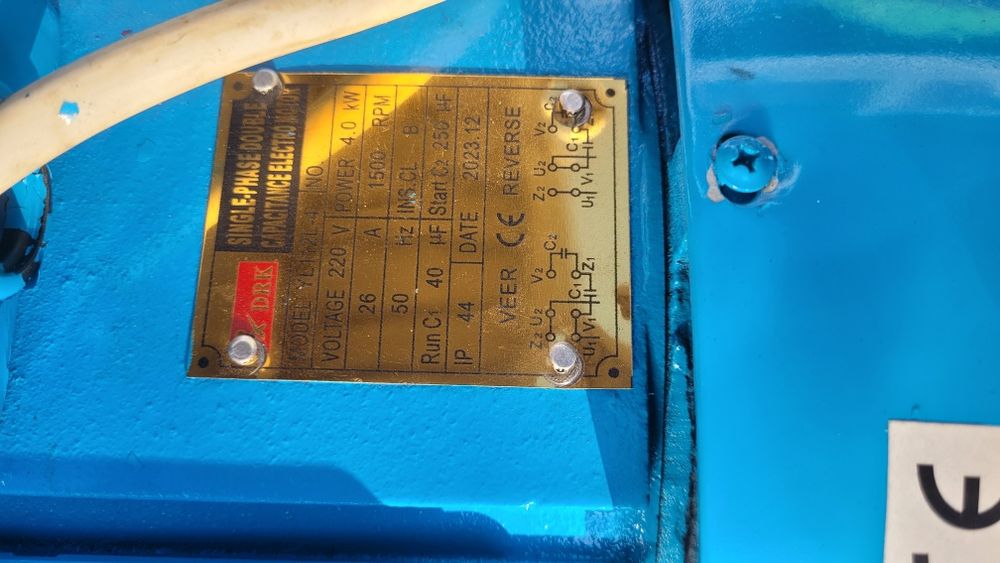 DRK
SINGLE-PHASE DOUBLE
CAPACITANCE ELECTRO MOTOR
MODEL NO.
VOLTAGE 220 V POWER 4.0 kW
26 A 1500 RPM
50 Hz INS.CL B
Run C1 40 µF Start C2 250 µF
IP 44 DATE 2023.12
VEER CE REVERSE
Z2 U2 V2 C2 Z2 U2 V2 C2
C1 C1
U1 V1 Z1 U1 V1
CE